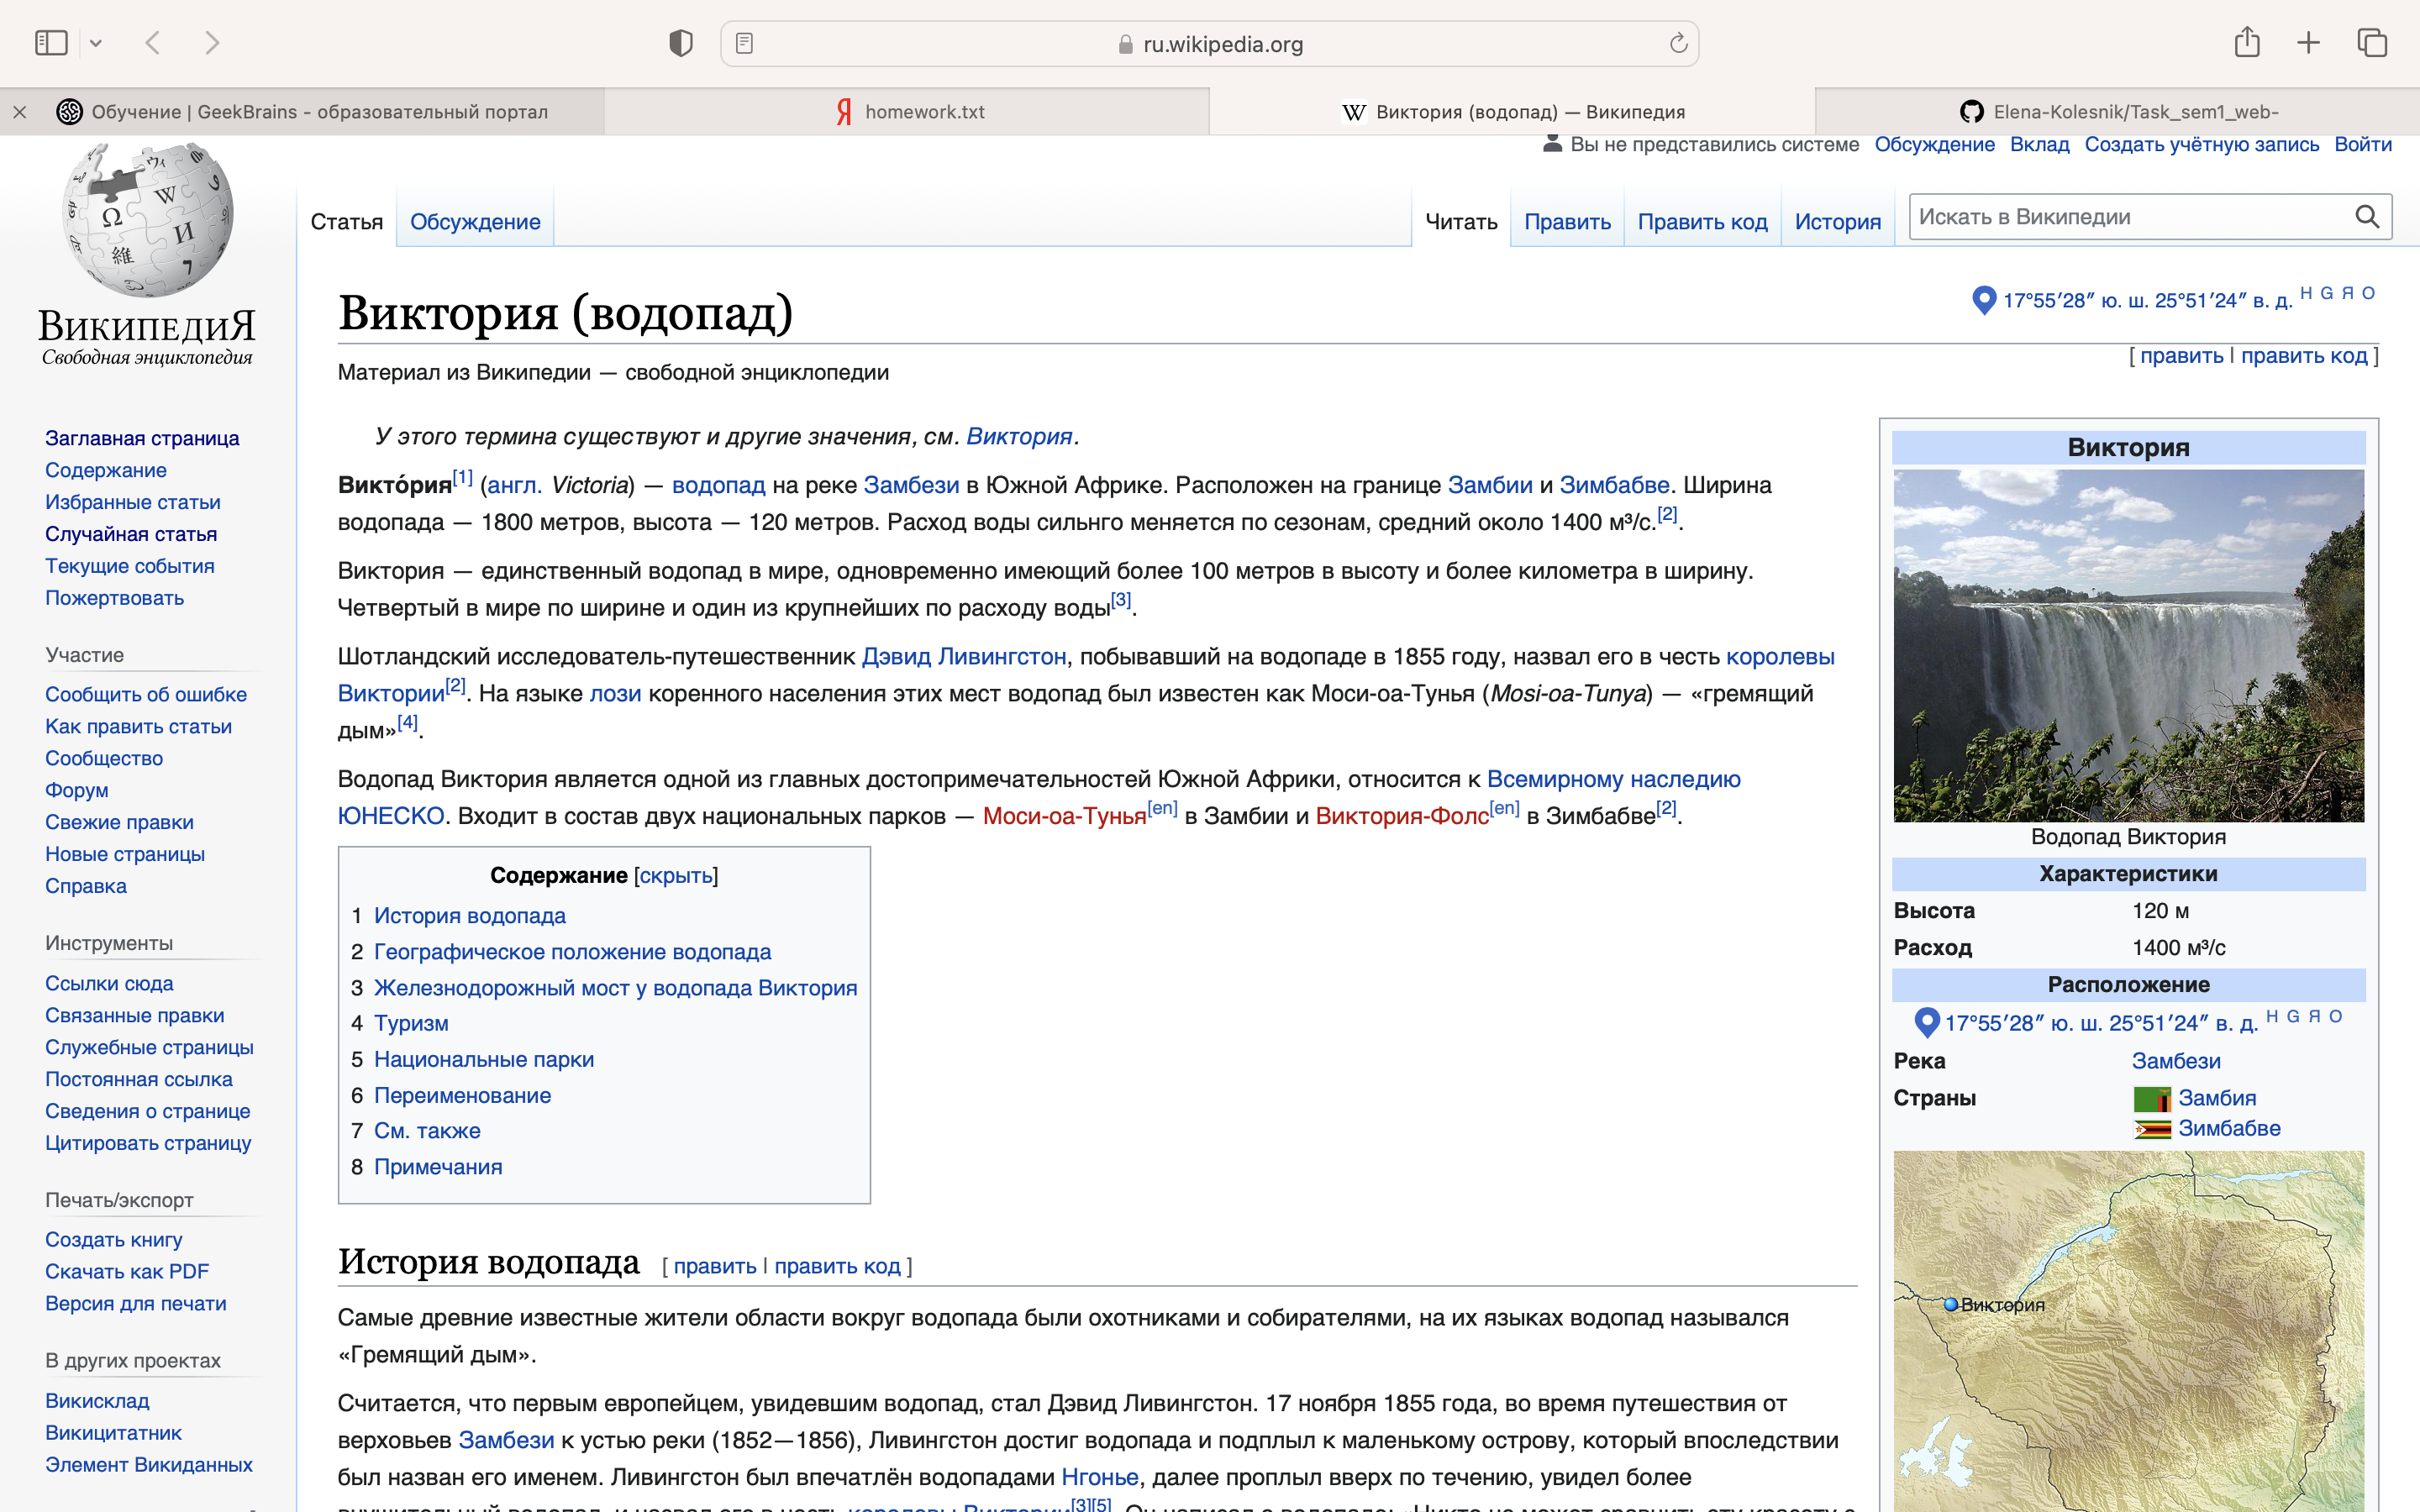 ru.wikipedia.org
Обучение | GeekBrains - образовательный портал
homework.txt
Виктория (водопад) — Википедия
Elena-Kolesnik/Task_sem1_web-
Вы не представились системе Обсуждение Вклад Создать учётную запись Войти
Статья Обсуждение Читать Править Править код История Искать в Википедии
ВикипедиЯ
Свободная энциклопедия
Заглавная страница
Содержание
Избранные статьи
Случайная статья
Текущие события
Пожертвовать
Участие
Сообщить об ошибке
Как править статьи
Сообщество
Форум
Свежие правки
Новые страницы
Справка
Инструменты
Ссылки сюда
Связанные правки
Служебные страницы
Постоянная ссылка
Сведения о странице
Цитировать страницу
Печать/экспорт
Создать книгу
Скачать как PDF
Версия для печати
В других проектах
Викисклад
Викицитатник
Элемент Викиданных
Виктория (водопад)
17°55′28″ ю. ш. 25°51′24″ в. д. H G Я O
[ править | править код ]
Материал из Википедии — свободной энциклопедии
У этого термина существуют и другие значения, см. Виктория.
Викто́рия[1] (англ. Victoria) — водопад на реке Замбези в Южной Африке. Расположен на границе Замбии и Зимбабве. Ширина
водопада — 1800 метров, высота — 120 метров. Расход воды сильнго меняется по сезонам, средний около 1400 м³/с.[2].
Виктория — единственный водопад в мире, одновременно имеющий более 100 метров в высоту и более километра в ширину.
Четвертый в мире по ширине и один из крупнейших по расходу воды[3].
Шотландский исследователь-путешественник Дэвид Ливингстон, побывавший на водопаде в 1855 году, назвал его в честь королевы
Виктории[2]. На языке лози коренного населения этих мест водопад был известен как Моси-оа-Тунья (Mosi-oa-Tunya) — «гремящий
дым»[4].
Водопад Виктория является одной из главных достопримечательностей Южной Африки, относится к Всемирному наследию
ЮНЕСКО. Входит в состав двух национальных парков — Моси-оа-Тунья[en] в Замбии и Виктория-Фолс[en] в Зимбабве[2].
Содержание [скрыть]
1 История водопада
2 Географическое положение водопада
3 Железнодорожный мост у водопада Виктория
4 Туризм
5 Национальные парки
6 Переименование
7 См. также
8 Примечания
История водопада [ править | править код ]
Самые древние известные жители области вокруг водопада были охотниками и собирателями, на их языках водопад назывался
«Гремящий дым».
Считается, что первым европейцем, увидевшим водопад, стал Дэвид Ливингстон. 17 ноября 1855 года, во время путешествия от
верховьев Замбези к устью реки (1852—1856), Ливингстон достиг водопада и подплыл к маленькому острову, который впоследствии
был назван его именем. Ливингстон был впечатлён водопадами Нгонье, далее проплыл вверх по течению, увидел более
Виктория
Водопад Виктория
Характеристики
Высота 120 м
Расход 1400 м³/с
Расположение
17°55′28″ ю. ш. 25°51′24″ в. д. H G Я O
Река Замбези
Страны Замбия
Зимбабве
Виктория